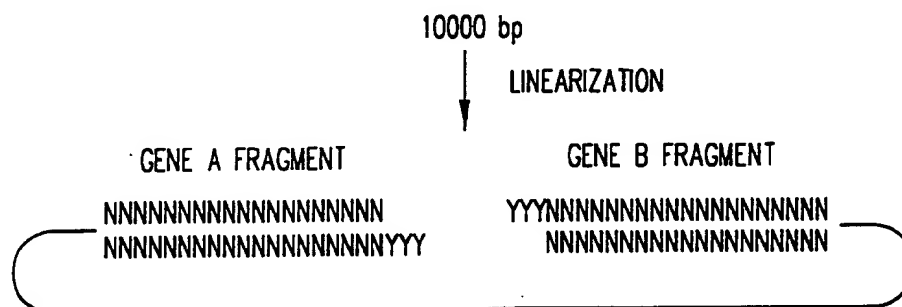 10000 bp
LINEARIZATION
GENE A FRAGMENT
NNNNNNNNNNNNNNNNNNN
NNNNNNNNNNNNNNNNNNNYYY
GENE B FRAGMENT
YYYNNNNNNNNNNNNNNNNNNN
NNNNNNNNNNNNNNNNNNN